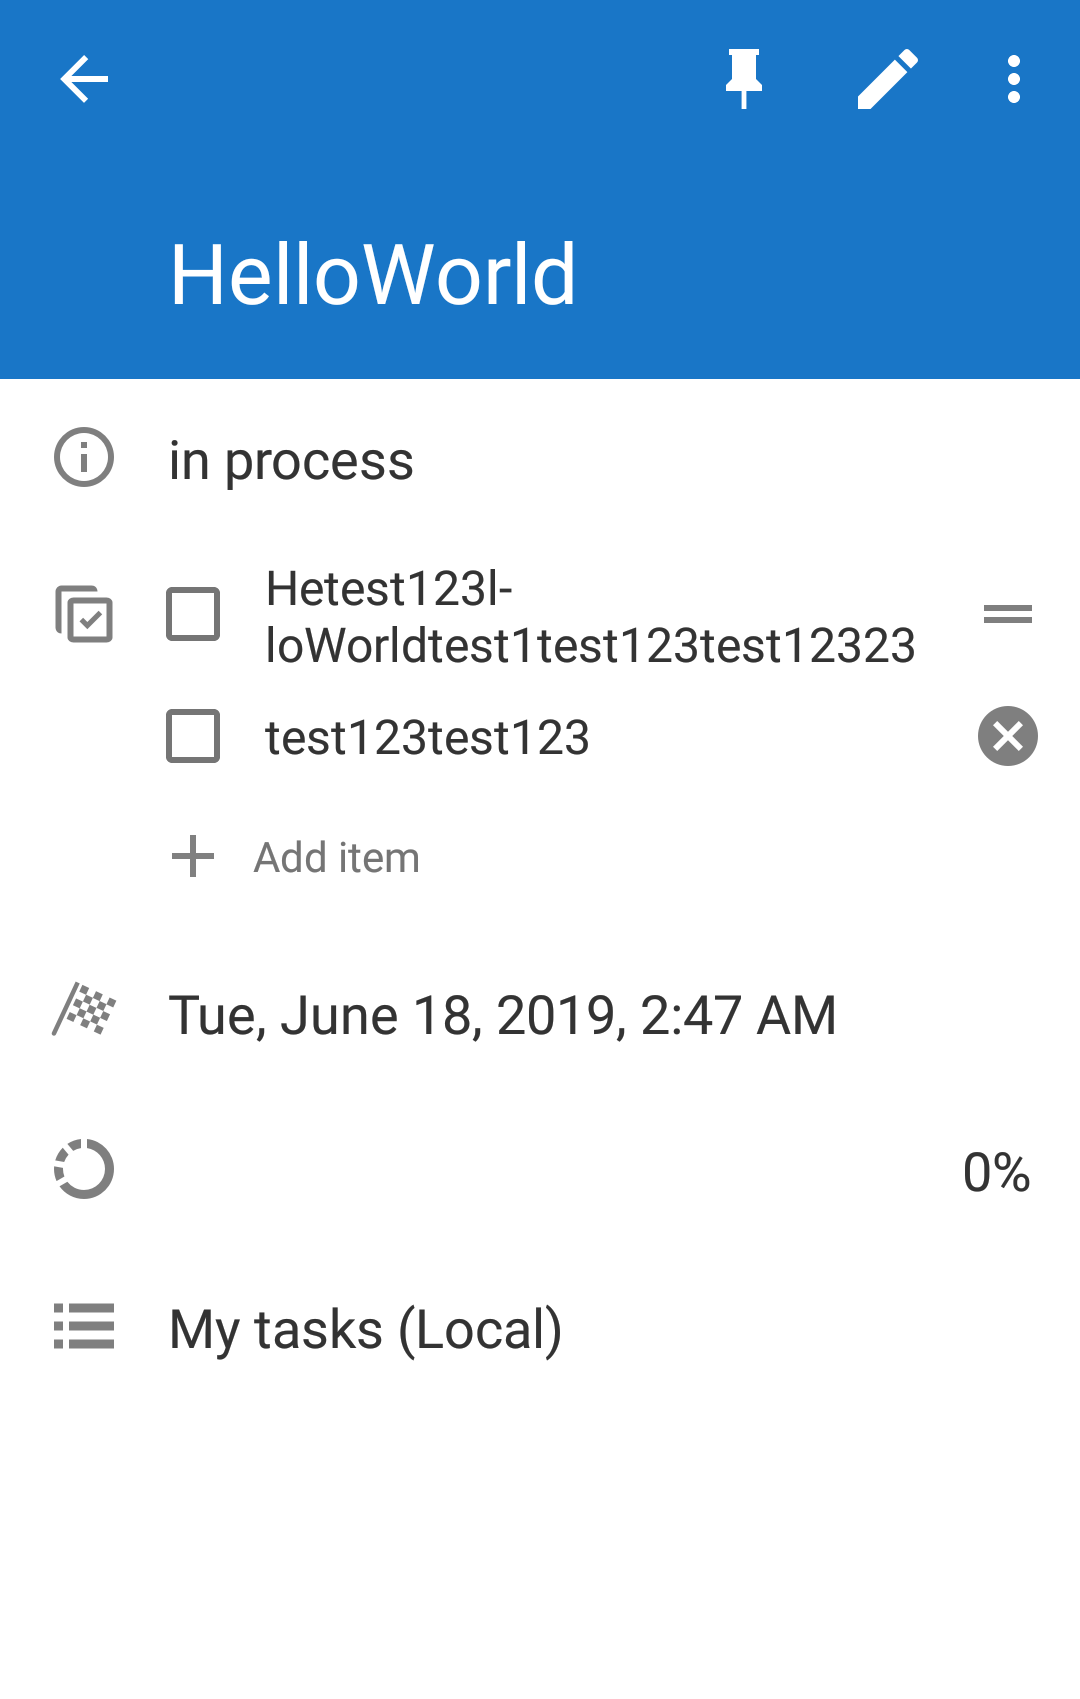 HelloWorld
in process
Hetest123l-
loWorldtest1test123test12323
test123test123
Add item
Tue, June 18, 2019, 2:47 AM
0%
My tasks (Local)